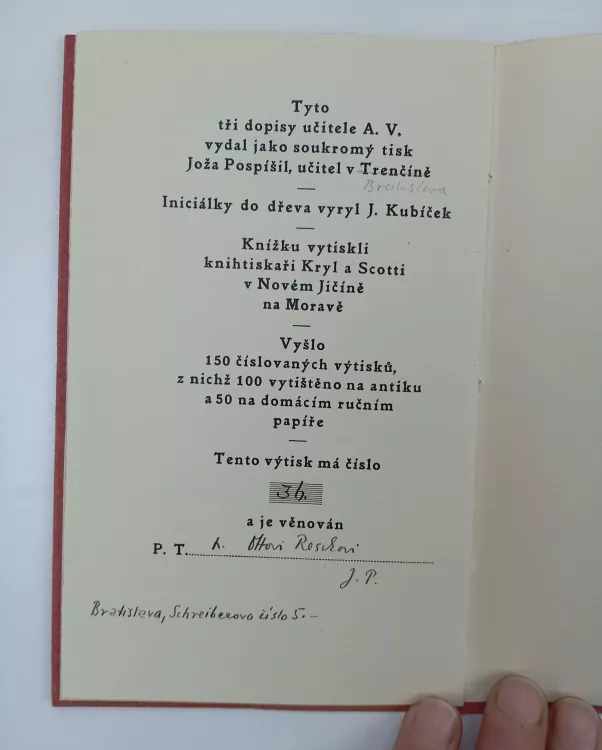 Tyto
tři dopisy učitele A. V.
vydal jako soukromý tisk
Joža Pospíšil, učitel v Trenčíně
Bratislava
Iniciálky do dřeva vyryl J. Kubíček
Knížku vytiskli
knihtiskaři Kryl a Scotti
v Novém Jičíně
na Moravě
Vyšlo
150 číslovaných výtisků,
z nichž 100 vytištěno na antiku
a 50 na domácím ručním
papíře
Tento výtisk má číslo
36.
a je věnován
P. T. Ottovi
J. P.
Bratislava, Schreiberova číslo 5.–